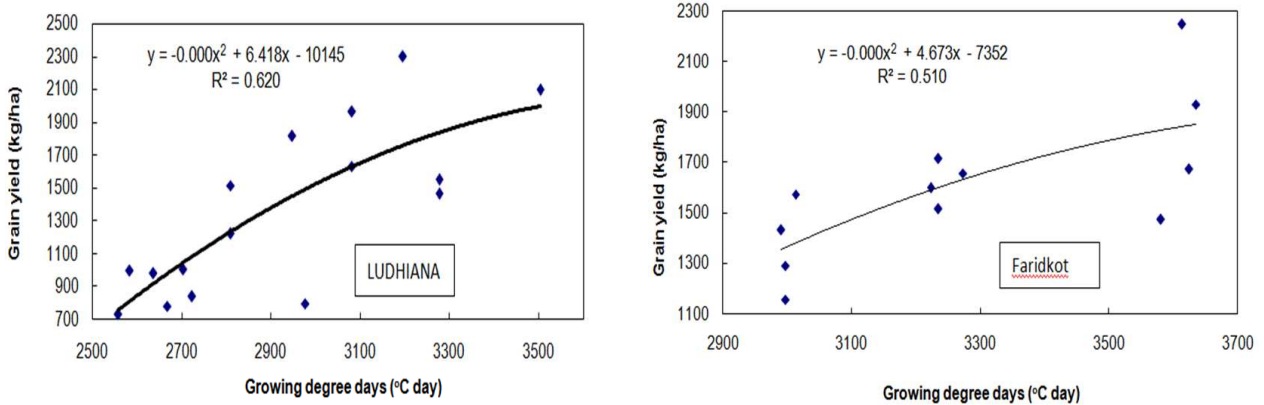 2500
2300
2100
1900
1700
1500
1300
1100
900
700
Grain yield (kg/ha)
y = -0.000x² + 6.418x - 10145
R² = 0.620
LUDHIANA
2500 2700 2900 3100 3300 3500
Growing degree days (°C day)
2300
2100
1900
1700
1500
1300
1100
Grain yield (kg/ha)
y = -0.000x² + 4.673x - 7352
R² = 0.510
Faridkot
2900 3100 3300 3500 3700
Growing degree days (°C day)